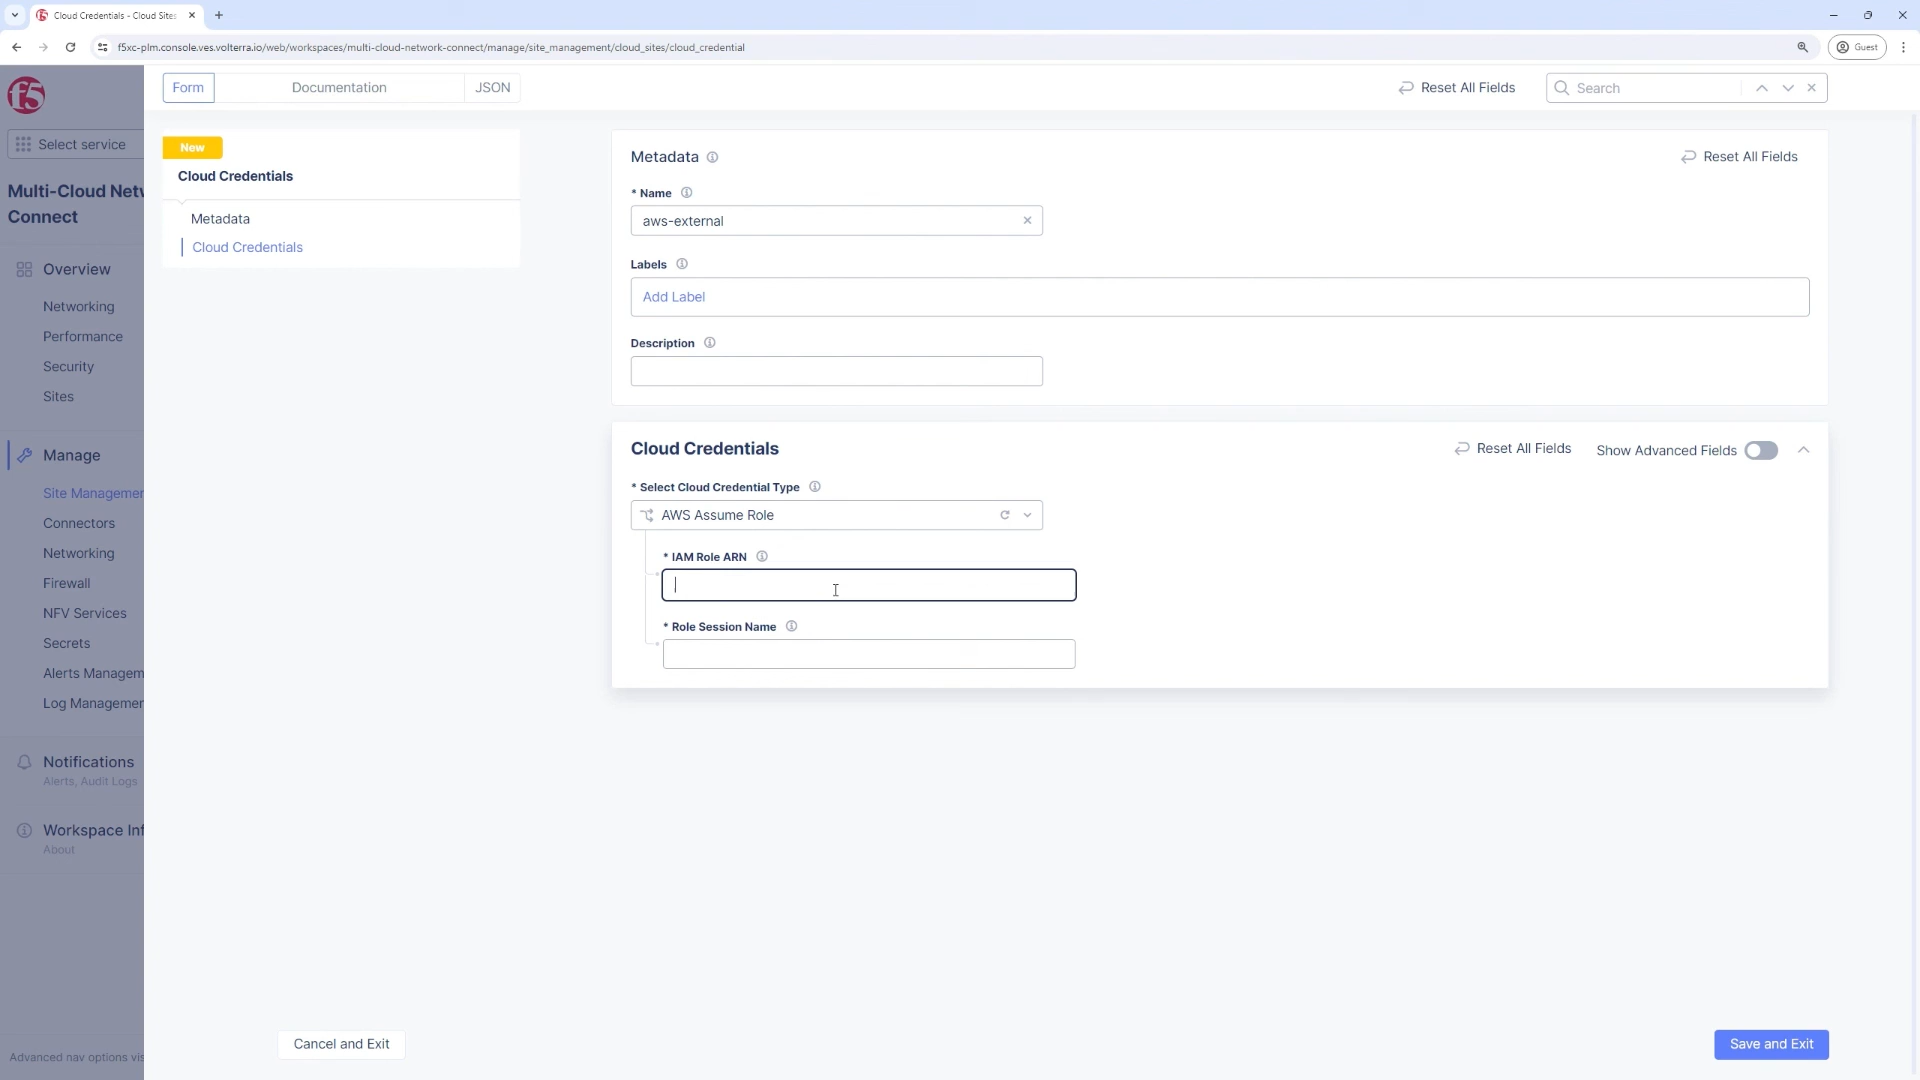 Cloud Credentials - Cloud Sites
f5xc-plm.console.ves.volterra.io/web/workspaces/multi-cloud-network-connect/manage/site_management/cloud_sites/cloud_credential
Guest
f5
Select service
Multi-Cloud Netw
Connect
Overview
Networking
Performance
Security
Sites
Manage
Site Managemen
Connectors
Networking
Firewall
NFV Services
Secrets
Alerts Managem
Log Managemen
Notifications
Alerts, Audit Logs
Workspace Inf
About
Advanced nav options vis
Form
Documentation
JSON
Reset All Fields
Search
New
Cloud Credentials
Metadata
Cloud Credentials
Metadata
Reset All Fields
* Name
aws-external
Labels
Add Label
Description
Cloud Credentials
Reset All Fields
Show Advanced Fields
* Select Cloud Credential Type
AWS Assume Role
* IAM Role ARN
* Role Session Name
Cancel and Exit
Save and Exit